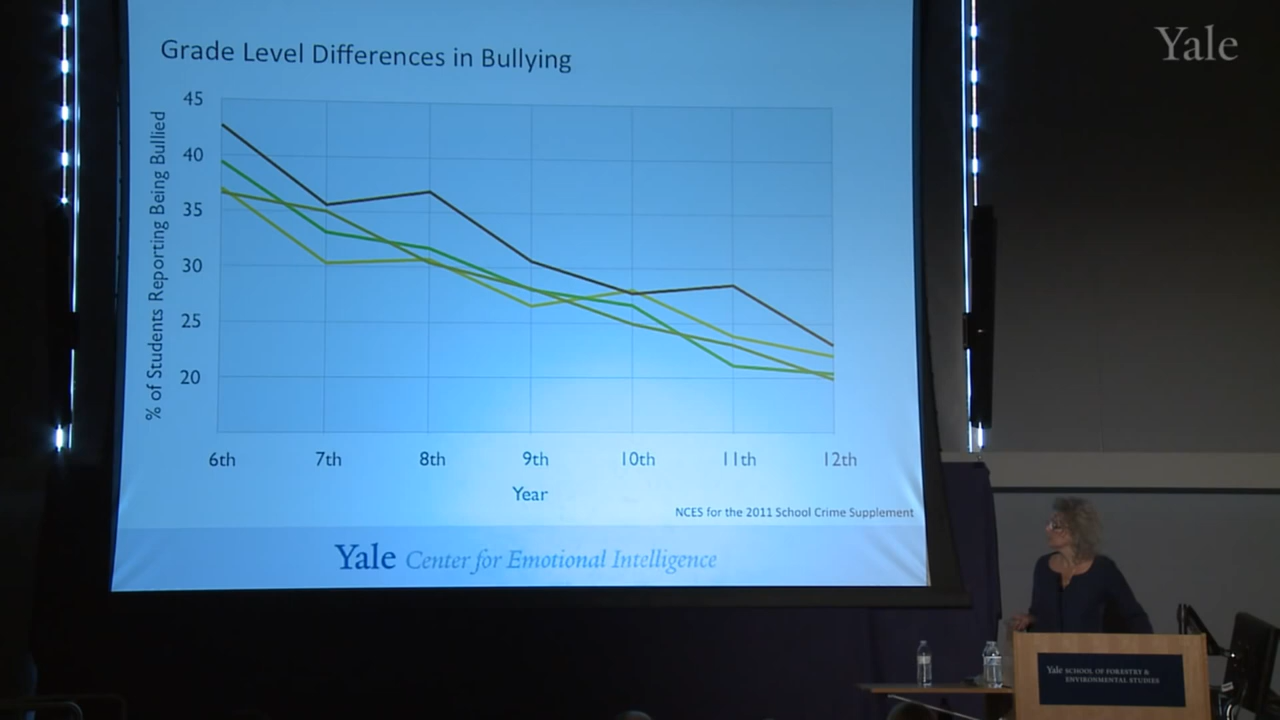 Yale
Grade Level Differences in Bullying
% of Students Reporting Being Bullied
45
40
35
30
25
20
6th 7th 8th 9th 10th 11th 12th
Year
NCES for the 2011 School Crime Supplement
Yale Center for Emotional Intelligence
Yale SCHOOL OF FORESTRY &
ENVIRONMENTAL STUDIES